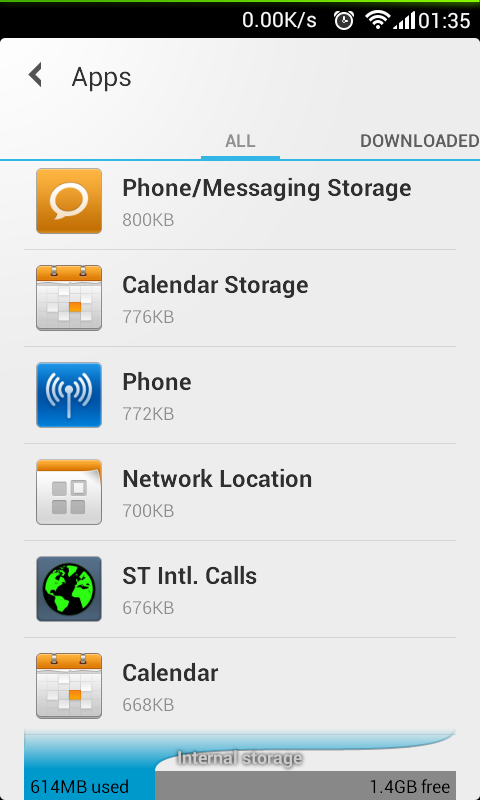 0.00K/s 01:35
Apps
ALL DOWNLOADED
Phone/Messaging Storage
800KB
Calendar Storage
776KB
Phone
772KB
Network Location
700KB
ST Intl. Calls
676KB
Calendar
668KB
Internal storage
614MB used 1.4GB free